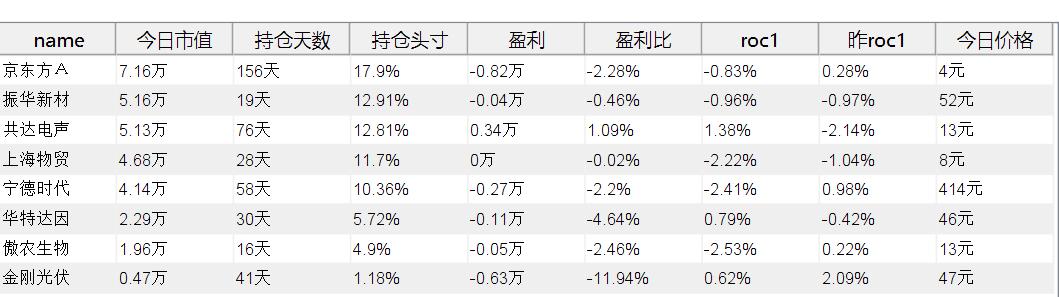 name 今日市值 持仓天数 持仓头寸 盈利 盈利比 roc1 昨roc1 今日价格
京东方Ａ 7.16万 156天 17.9% -0.82万 -2.28% -0.83% 0.28% 4元
振华新材 5.16万 19天 12.91% -0.04万 -0.46% -0.96% -0.97% 52元
共达电声 5.13万 76天 12.81% 0.34万 1.09% 1.38% -2.14% 13元
上海物贸 4.68万 28天 11.7% 0万 -0.02% -2.22% -1.04% 8元
宁德时代 4.14万 58天 10.36% -0.27万 -2.2% -2.41% 0.98% 414元
华特达因 2.29万 30天 5.72% -0.11万 -4.64% 0.79% -0.42% 46元
傲农生物 1.96万 16天 4.9% -0.05万 -2.46% -2.53% 0.22% 13元
金刚光伏 0.47万 41天 1.18% -0.63万 -11.94% 0.62% 2.09% 47元